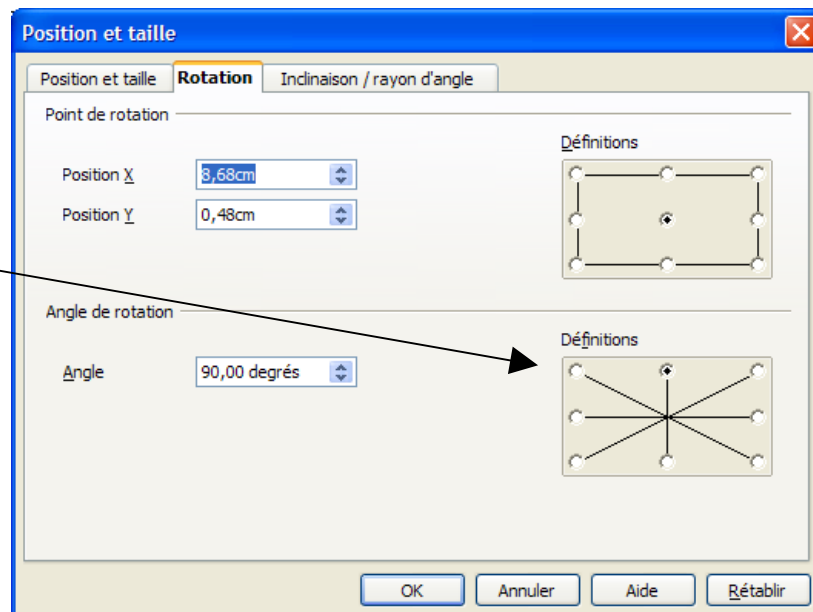 Position et taille
Position et taille Rotation Inclinaison / rayon d'angle
Point de rotation
Définitions
Position X 8,68cm
Position Y 0,48cm
Angle de rotation
Définitions
Angle 90,00 degrés
OK Annuler Aide Rétablir